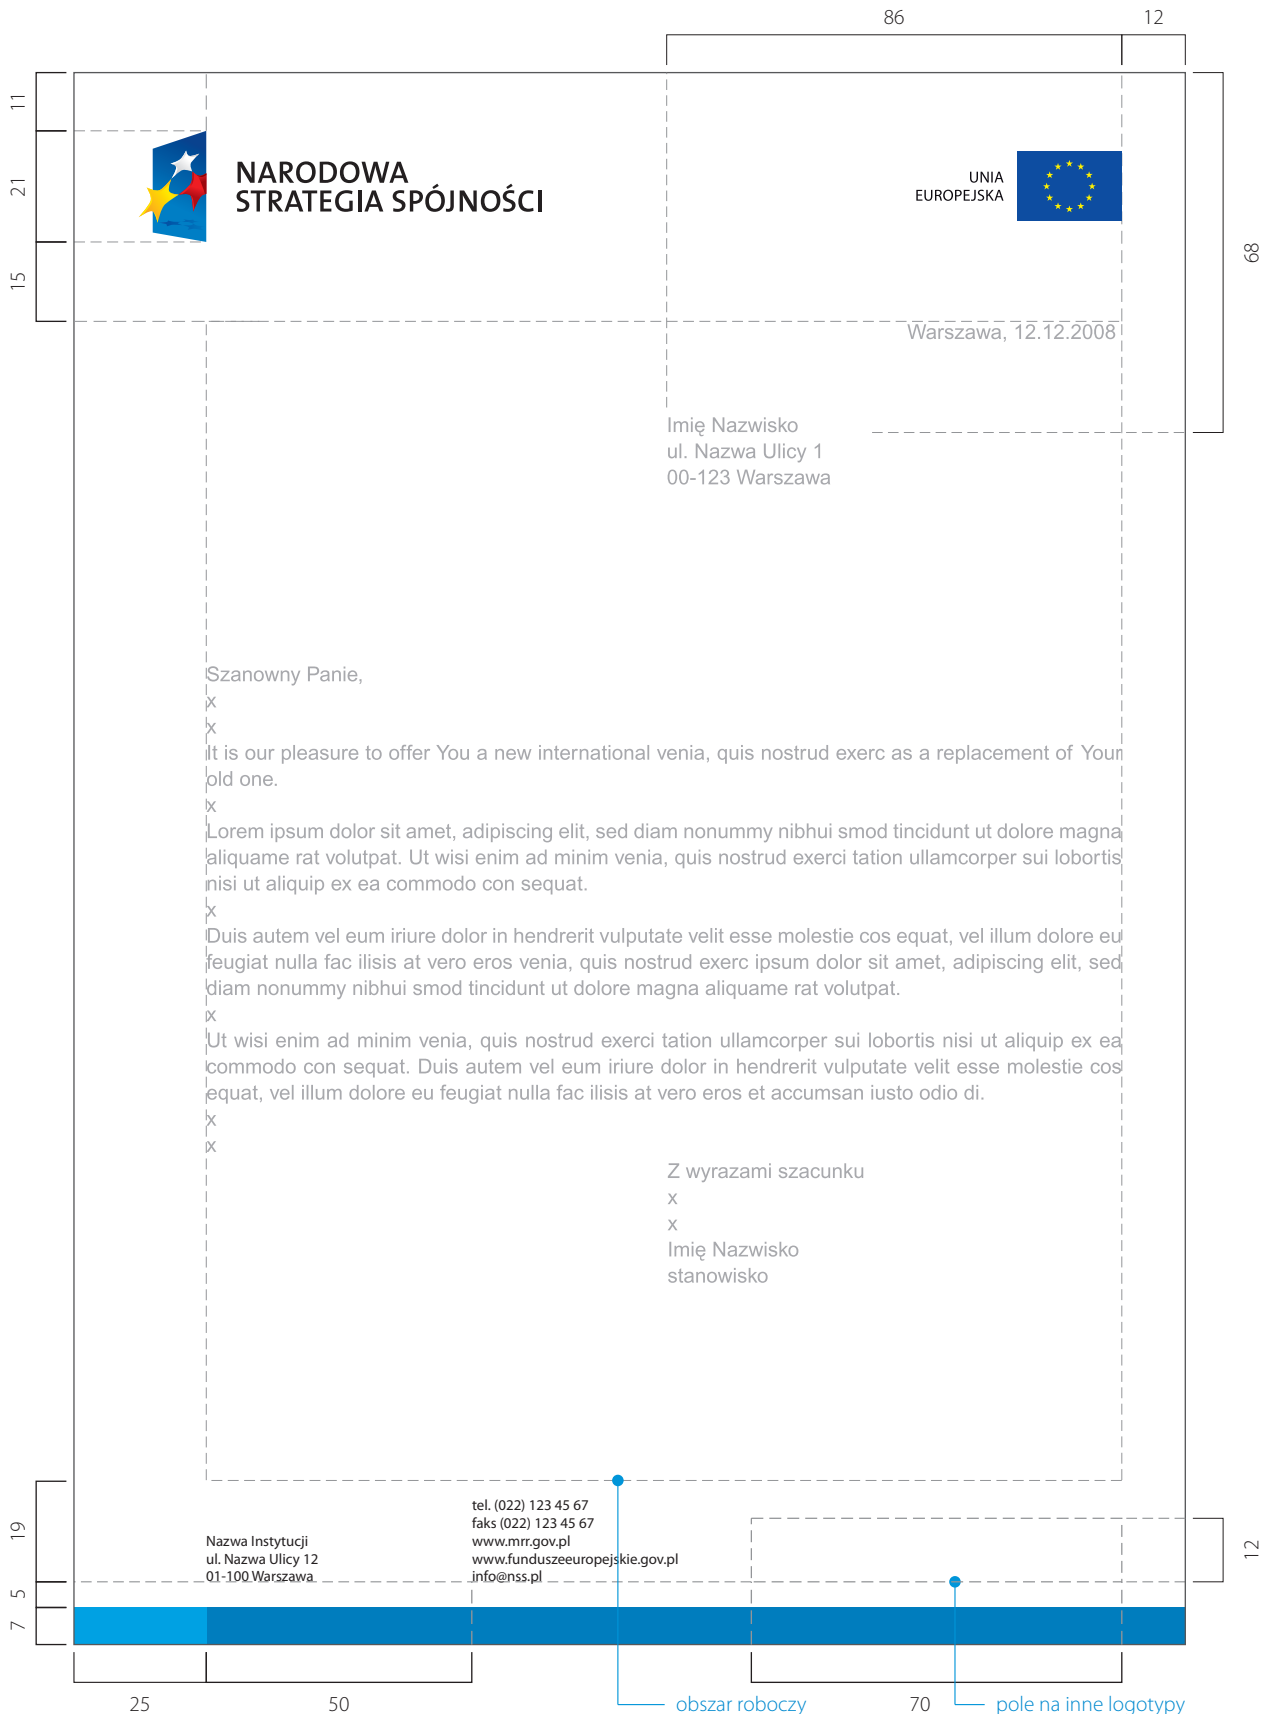 86
12
11
21
15
68
NARODOWA
STRATEGIA SPÓJNOŚCI
UNIA
EUROPEJSKA
Warszawa, 12.12.2008
Imię Nazwisko
ul. Nazwa Ulicy 1
00-123 Warszawa
Szanowny Panie,
x
x
It is our pleasure to offer You a new international venia, quis nostrud exerc as a replacement of Your
old one.
x
Lorem ipsum dolor sit amet, adipiscing elit, sed diam nonummy nibhui smod tincidunt ut dolore magna
aliquame rat volutpat. Ut wisi enim ad minim venia, quis nostrud exerci tation ullamcorper sui lobortis
nisi ut aliquip ex ea commodo con sequat.
x
Duis autem vel eum iriure dolor in hendrerit vulputate velit esse molestie cos equat, vel illum dolore eu
feugiat nulla fac ilisis at vero eros venia, quis nostrud exerc ipsum dolor sit amet, adipiscing elit, sed
diam nonummy nibhui smod tincidunt ut dolore magna aliquame rat volutpat.
x
Ut wisi enim ad minim venia, quis nostrud exerci tation ullamcorper sui lobortis nisi ut aliquip ex ea
commodo con sequat. Duis autem vel eum iriure dolor in hendrerit vulputate velit esse molestie cos
equat, vel illum dolore eu feugiat nulla fac ilisis at vero eros et accumsan iusto odio di.
x
x
Z wyrazami szacunku
x
x
Imię Nazwisko
stanowisko
19
5
7
Nazwa Instytucji
ul. Nazwa Ulicy 12
01-100 Warszawa
tel. (022) 123 45 67
faks (022) 123 45 67
www.mrr.gov.pl
www.funduszeeuropejskie.gov.pl
info@nss.pl
12
25
50
obszar roboczy
70
pole na inne logotypy